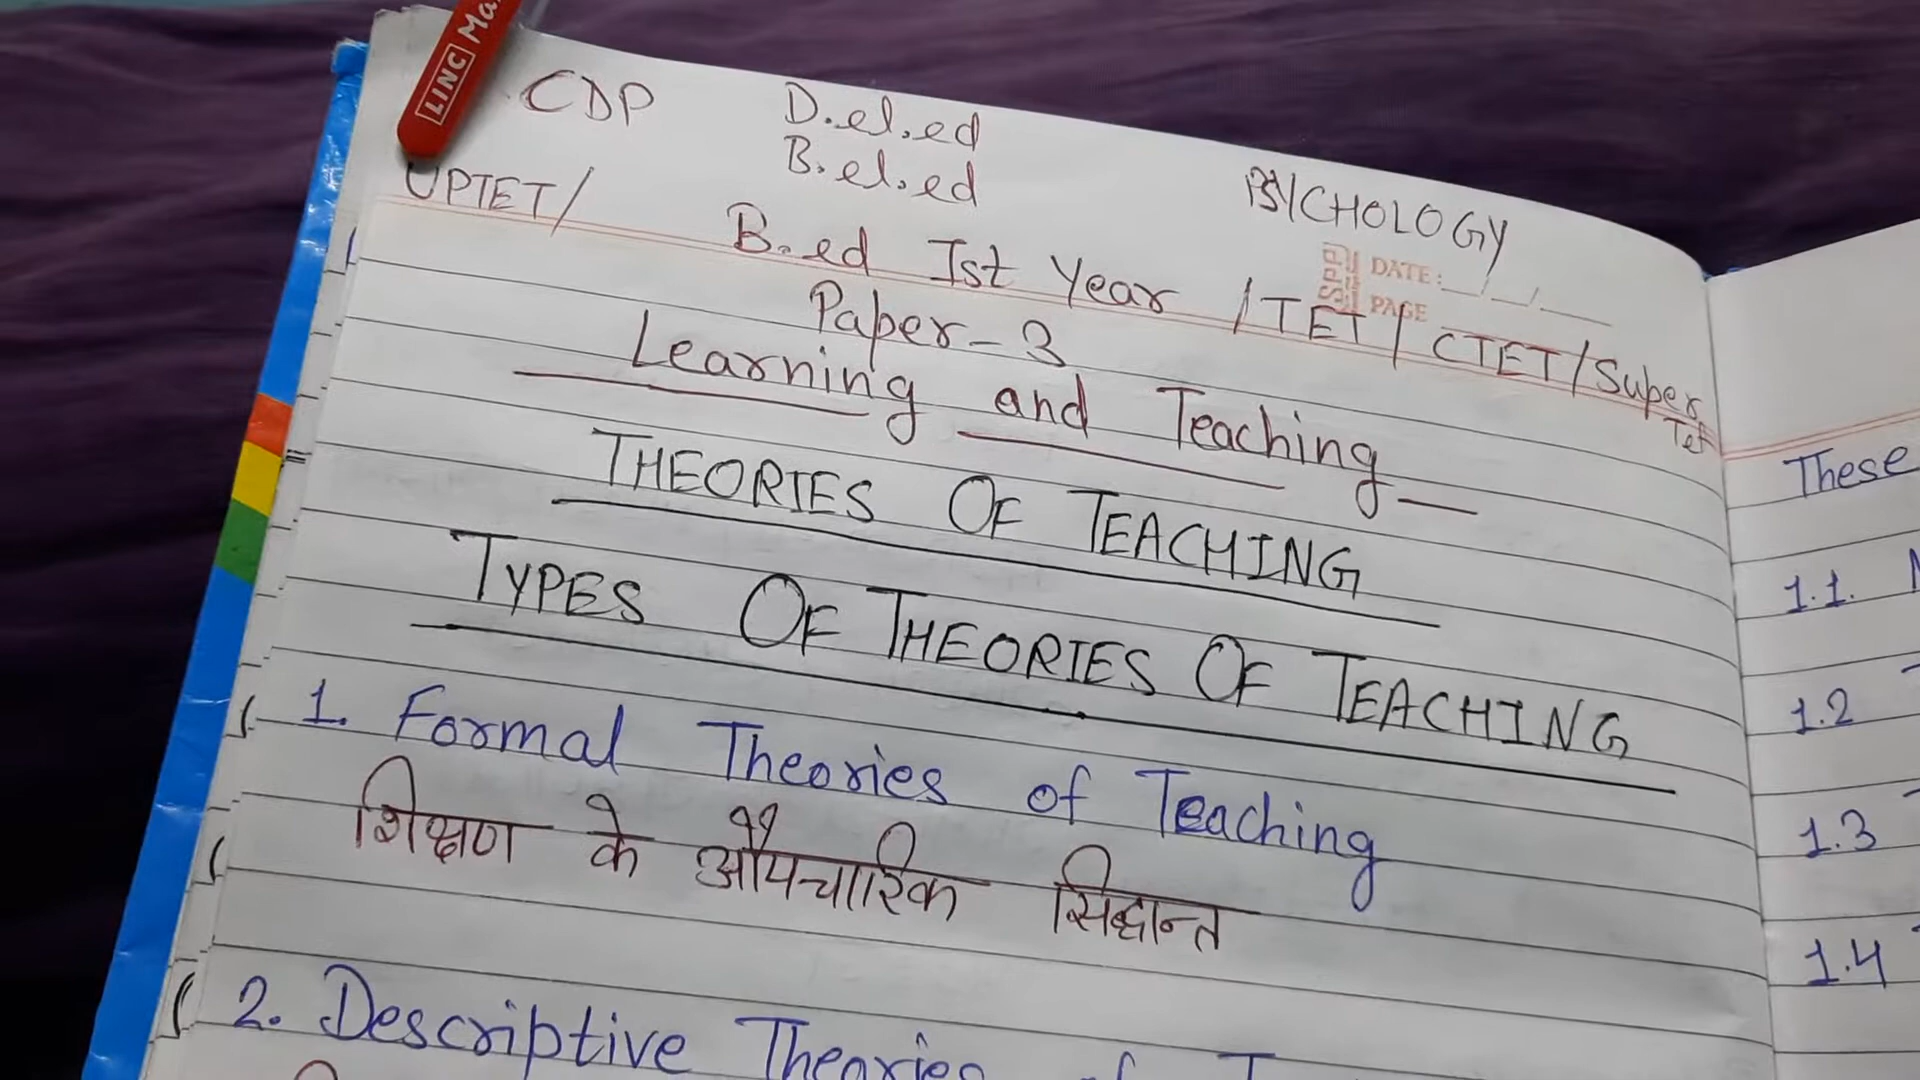 LINC Ma
CDP D.el.ed
B.el.ed
PSYCHOLOGY
UPTET/ B.ed Ist Year /TET/ CTET/Super Tet
DATE:
PAGE
Paper-3
Learning and Teaching
THEORIES OF TEACHING
TYPES OF THEORIES OF TEACHING
1. Formal Theories of Teaching
शिक्षण के औपचारिक सिद्धान्त
2. Descriptive Theories of
These
1.1.
1.2
1.3
1.4